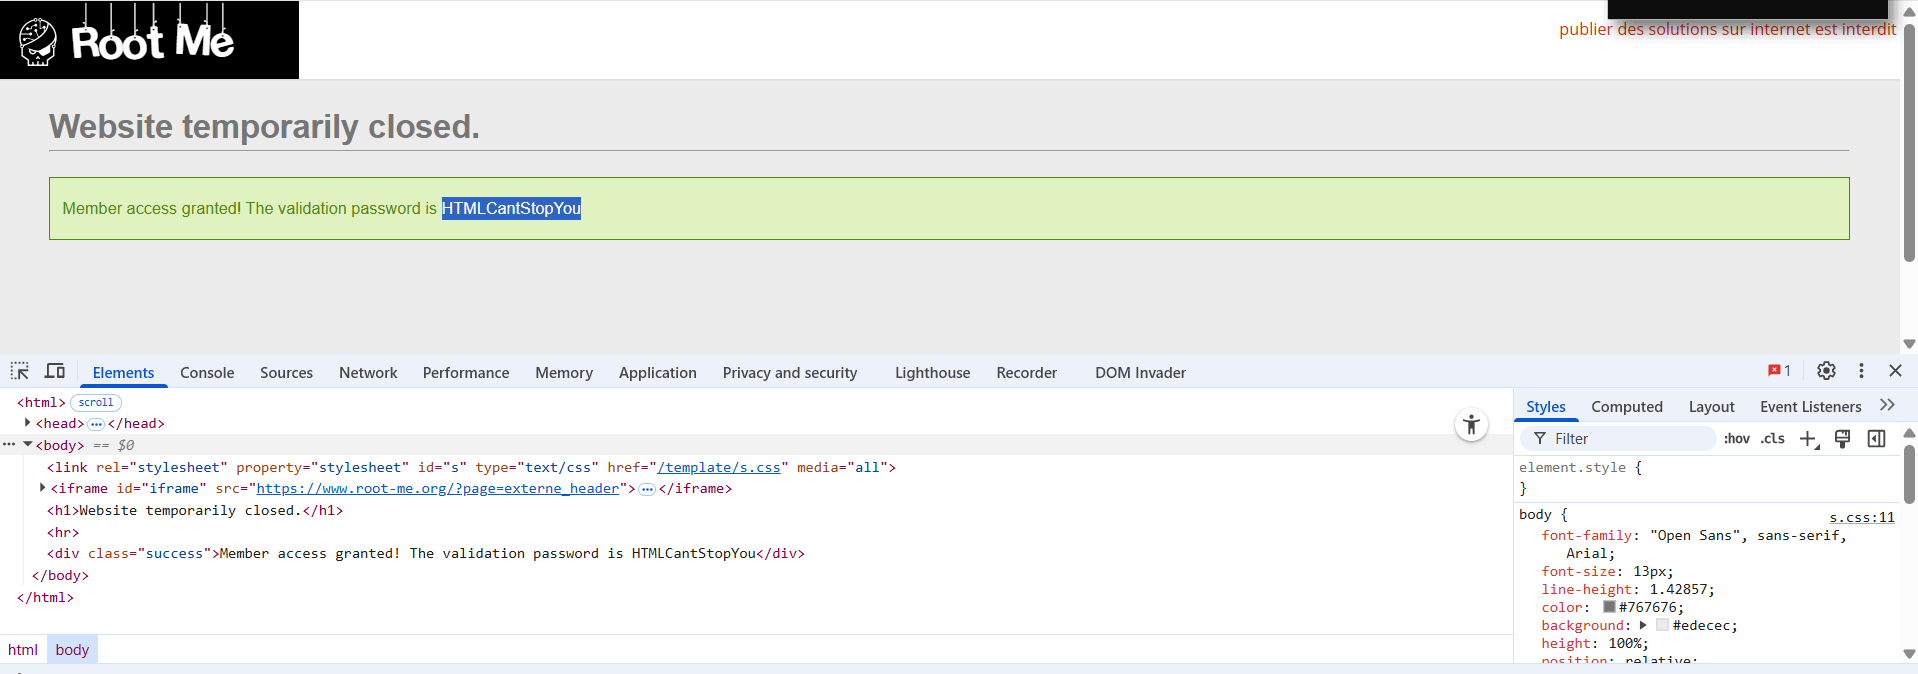 Root Me
publier des solutions sur internet est interdit
Website temporarily closed.
Member access granted! The validation password is HTMLCantStopYou
Elements Console Sources Network Performance Memory Application Privacy and security Lighthouse Recorder DOM Invader 1
<html> scroll
<head> ··· </head>
··· <body> == $0
<link rel="stylesheet" property="stylesheet" id="s" type="text/css" href="/template/s.css" media="all">
<iframe id="iframe" src="https://www.root-me.org/?page=externe_header"> ··· </iframe>
<h1>Website temporarily closed.</h1>
<hr>
<div class="success">Member access granted! The validation password is HTMLCantStopYou</div>
</body>
</html>
html body
Styles Computed Layout Event Listeners
Filter :hov .cls
element.style {
}
body { s.css:11
font-family: "Open Sans", sans-serif,
Arial;
font-size: 13px;
line-height: 1.42857;
color: #767676;
background: #edecec;
height: 100%;
position: relative;